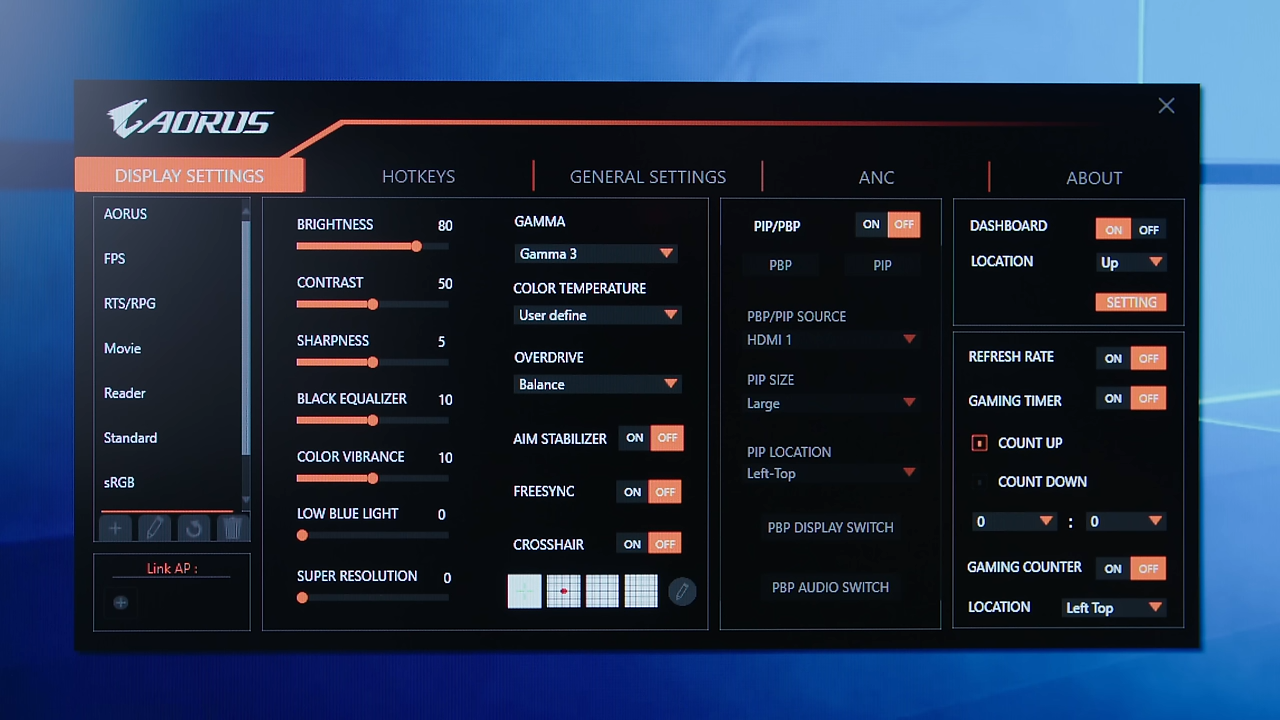 AORUS
DISPLAY SETTINGS
HOTKEYS
GENERAL SETTINGS
ANC
ABOUT
AORUS
FPS
RTS/RPG
Movie
Reader
Standard
sRGB
Link AP :
BRIGHTNESS 80
CONTRAST 50
SHARPNESS 5
BLACK EQUALIZER 10
COLOR VIBRANCE 10
LOW BLUE LIGHT 0
SUPER RESOLUTION 0
GAMMA
Gamma 3
COLOR TEMPERATURE
User define
OVERDRIVE
Balance
AIM STABILIZER ON OFF
FREESYNC ON OFF
CROSSHAIR ON OFF
PIP/PBP ON OFF
PBP PIP
PBP/PIP SOURCE
HDMI 1
PIP SIZE
Large
PIP LOCATION
Left-Top
PBP DISPLAY SWITCH
PBP AUDIO SWITCH
DASHBOARD ON OFF
LOCATION Up
SETTING
REFRESH RATE ON OFF
GAMING TIMER ON OFF
COUNT UP
COUNT DOWN
0 : 0
GAMING COUNTER ON OFF
LOCATION Left Top